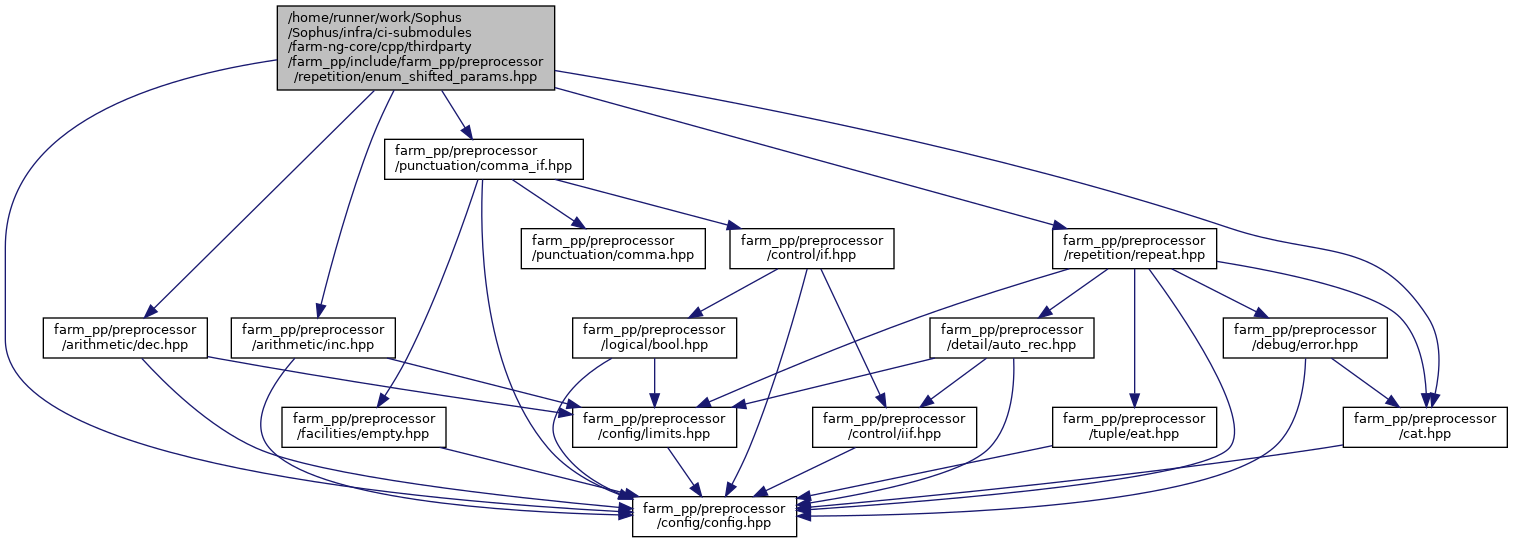 /home/runner/work/Sophus
/Sophus/infra/ci-submodules
/farm-ng-core/cpp/thirdparty
/farm_pp/include/farm_pp/preprocessor
/repetition/enum_shifted_params.hpp
farm_pp/preprocessor
/punctuation/comma_if.hpp
farm_pp/preprocessor
/punctuation/comma.hpp
farm_pp/preprocessor
/control/if.hpp
farm_pp/preprocessor
/repetition/repeat.hpp
farm_pp/preprocessor
/arithmetic/dec.hpp
farm_pp/preprocessor
/arithmetic/inc.hpp
farm_pp/preprocessor
/logical/bool.hpp
farm_pp/preprocessor
/detail/auto_rec.hpp
farm_pp/preprocessor
/debug/error.hpp
farm_pp/preprocessor
/facilities/empty.hpp
farm_pp/preprocessor
/config/limits.hpp
farm_pp/preprocessor
/control/iif.hpp
farm_pp/preprocessor
/tuple/eat.hpp
farm_pp/preprocessor
/cat.hpp
farm_pp/preprocessor
/config/config.hpp